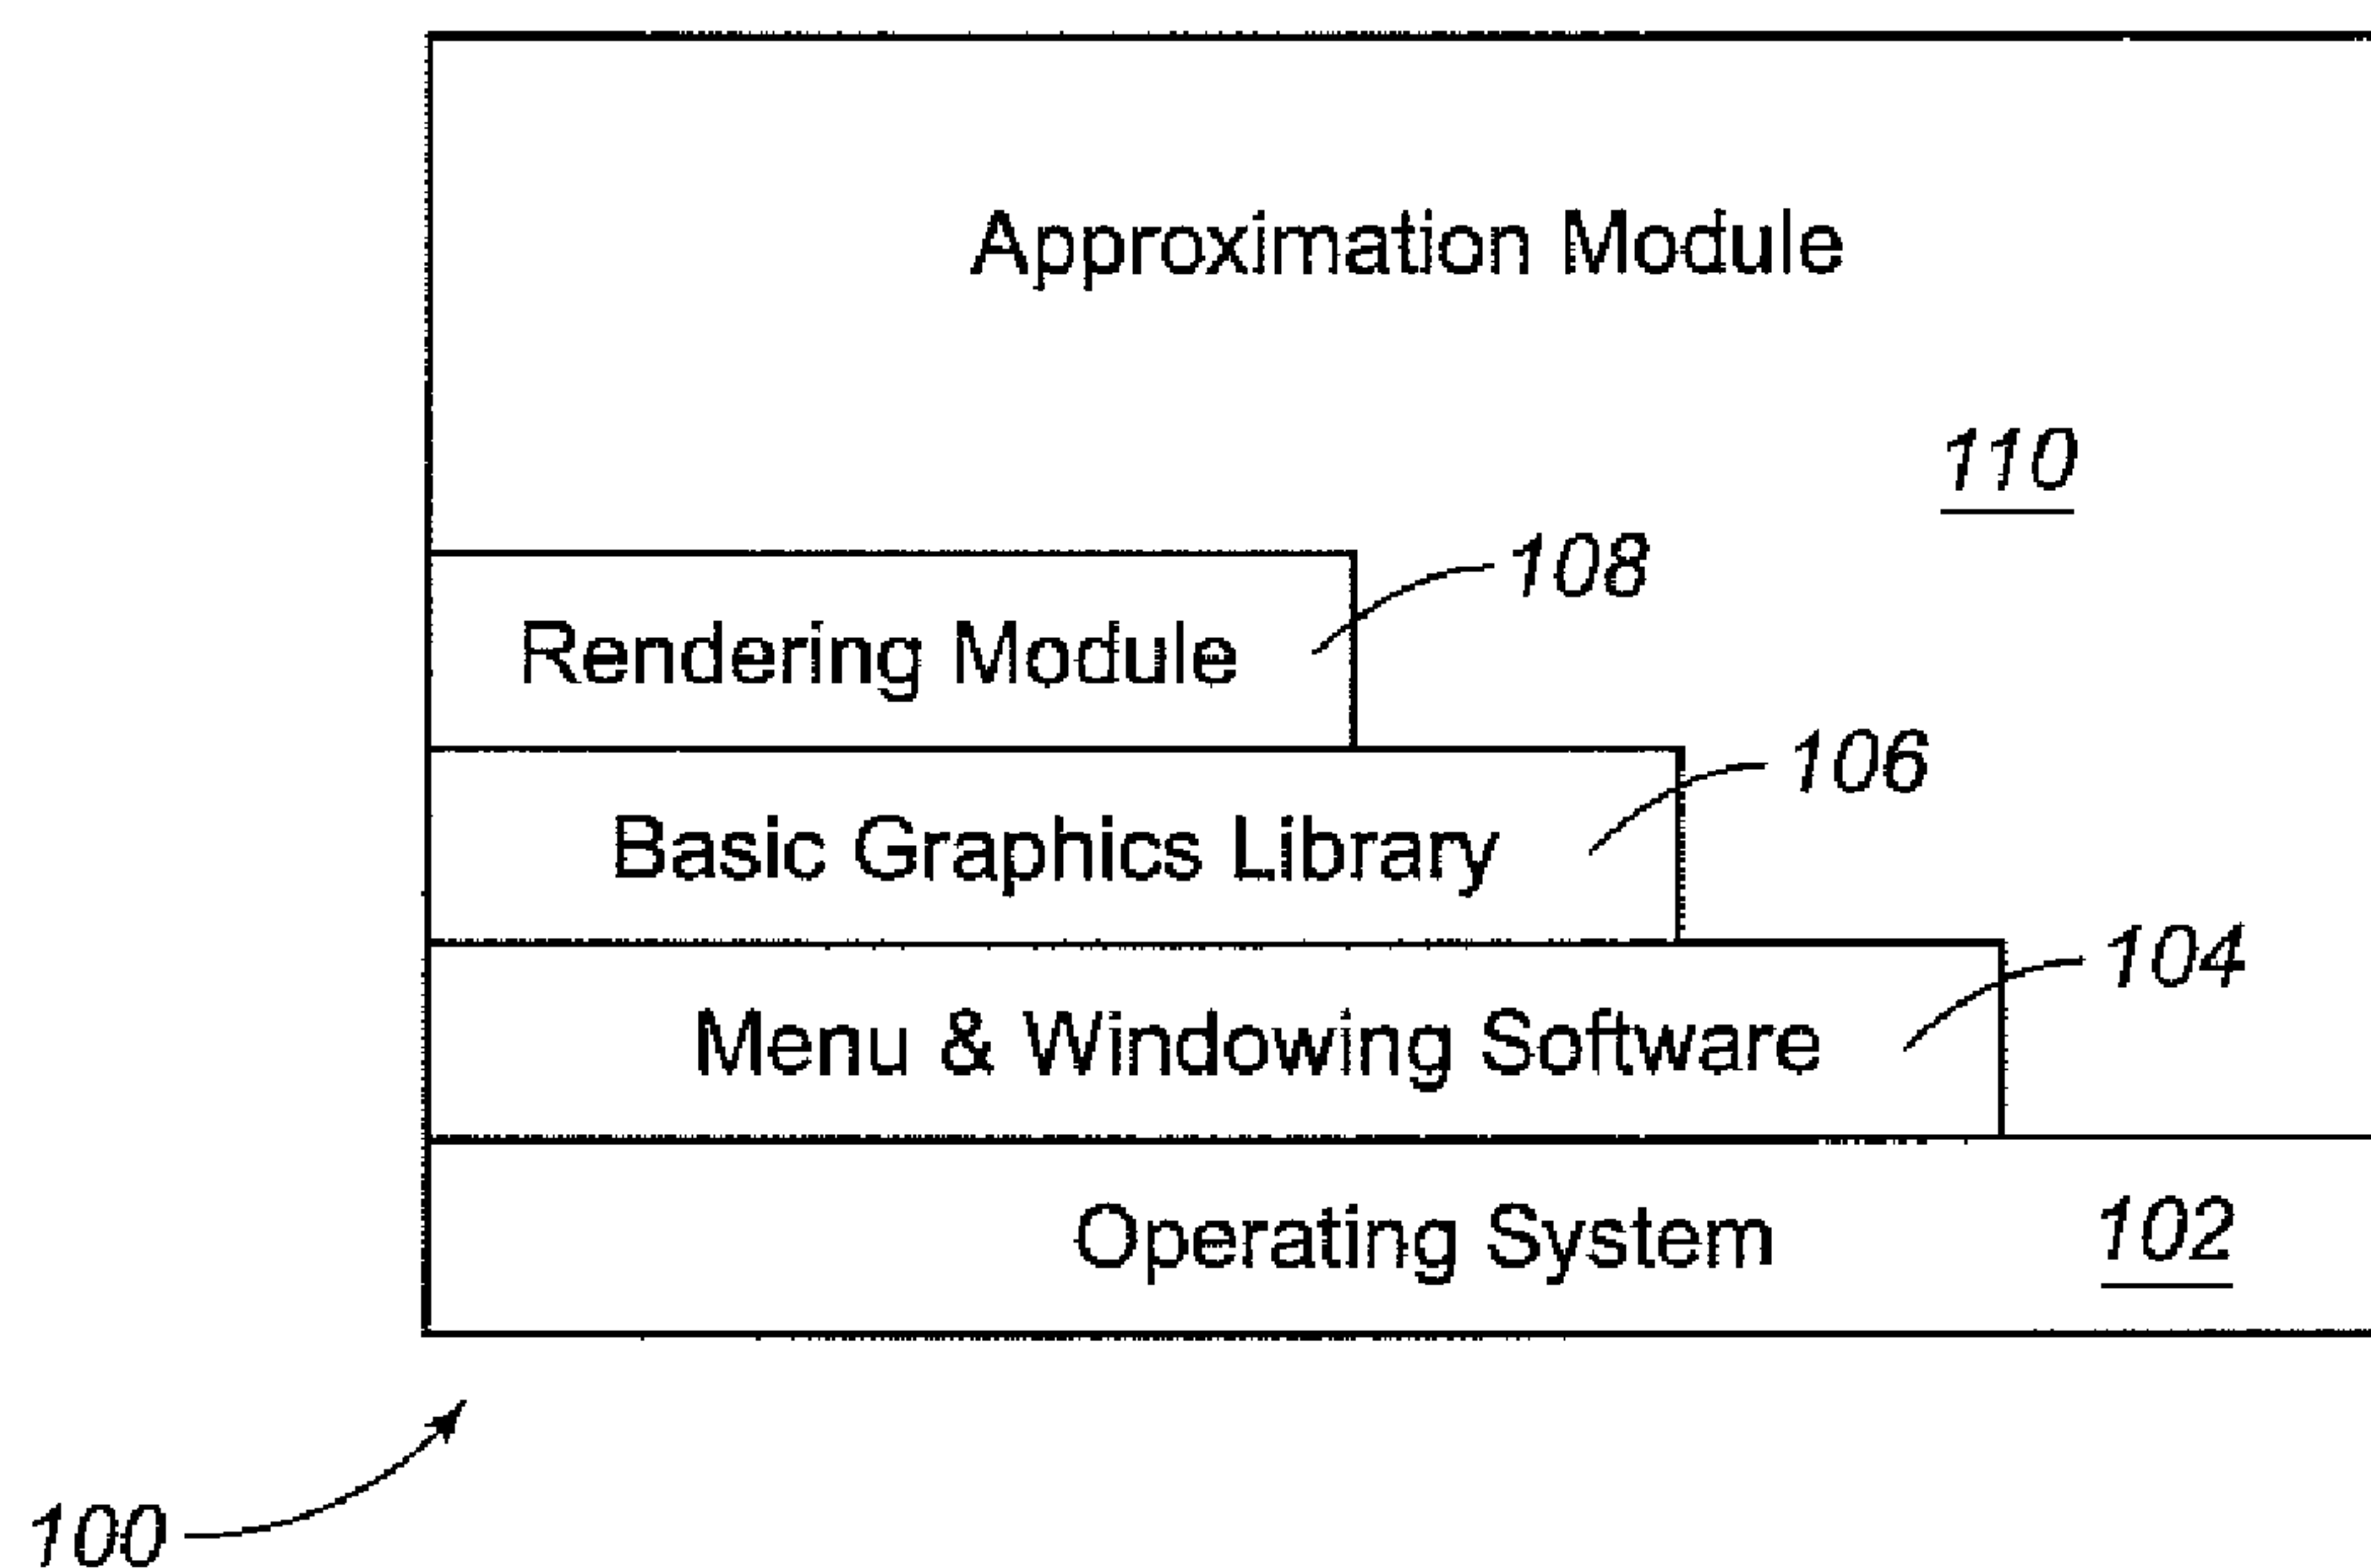 Approximation Module
110
108
Rendering Module
106
Basic Graphics Library
104
Menu & Windowing Software
Operating System 102
100